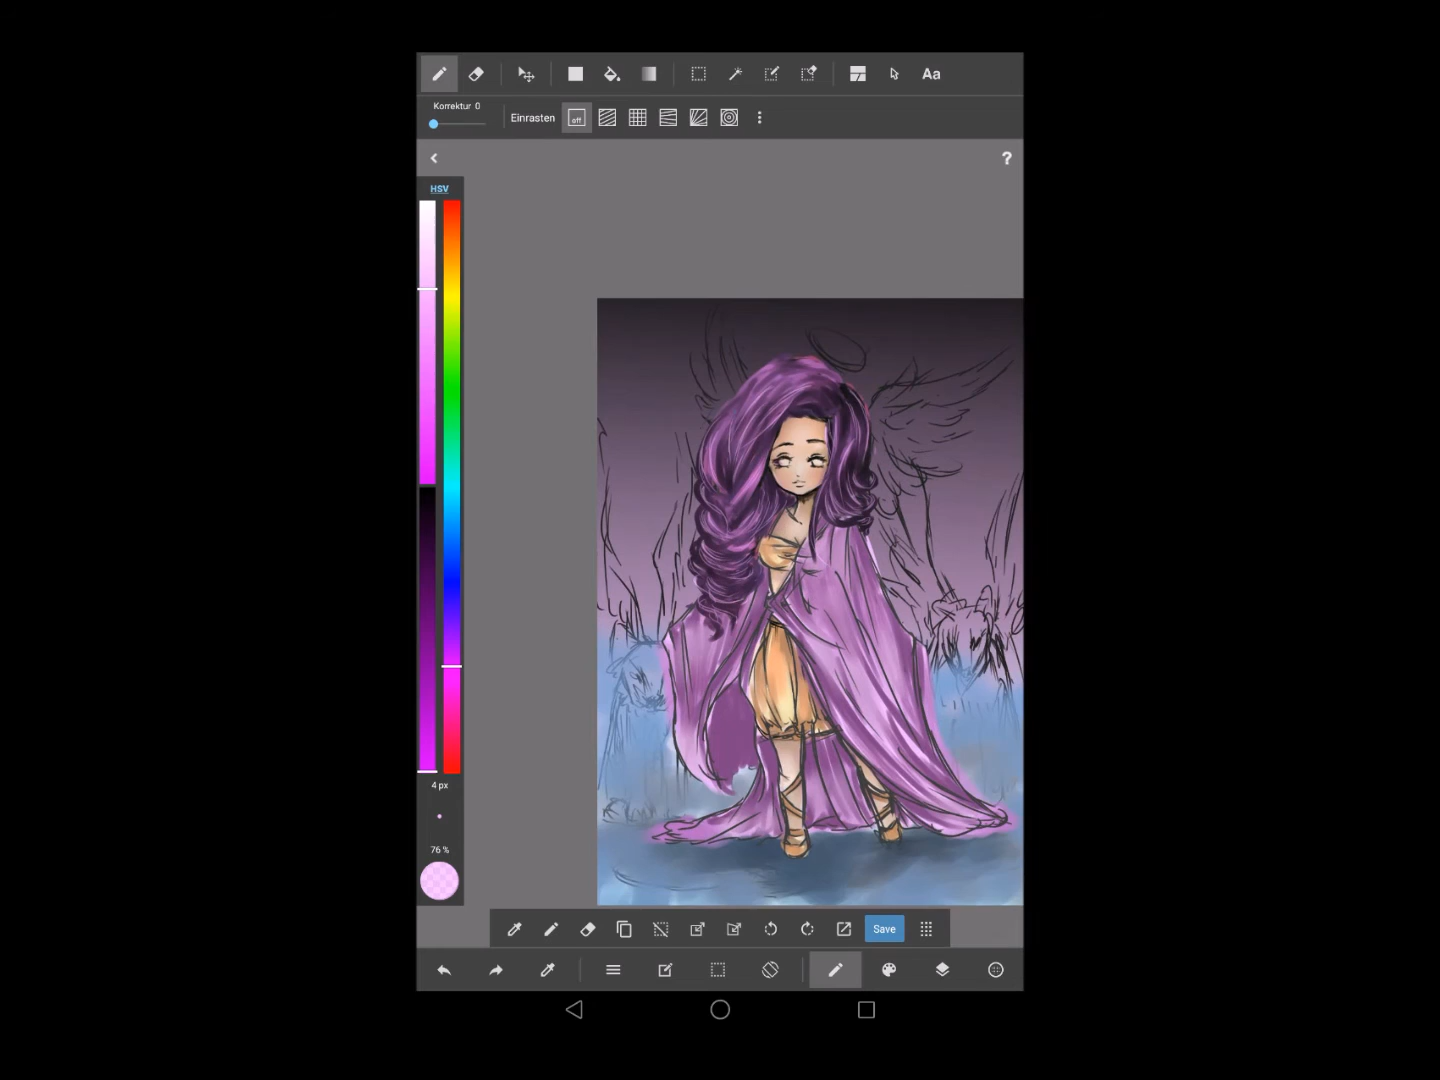 Aa
Korrektur 0
Einrasten
off
?
HSV
4 px
76 %
Save